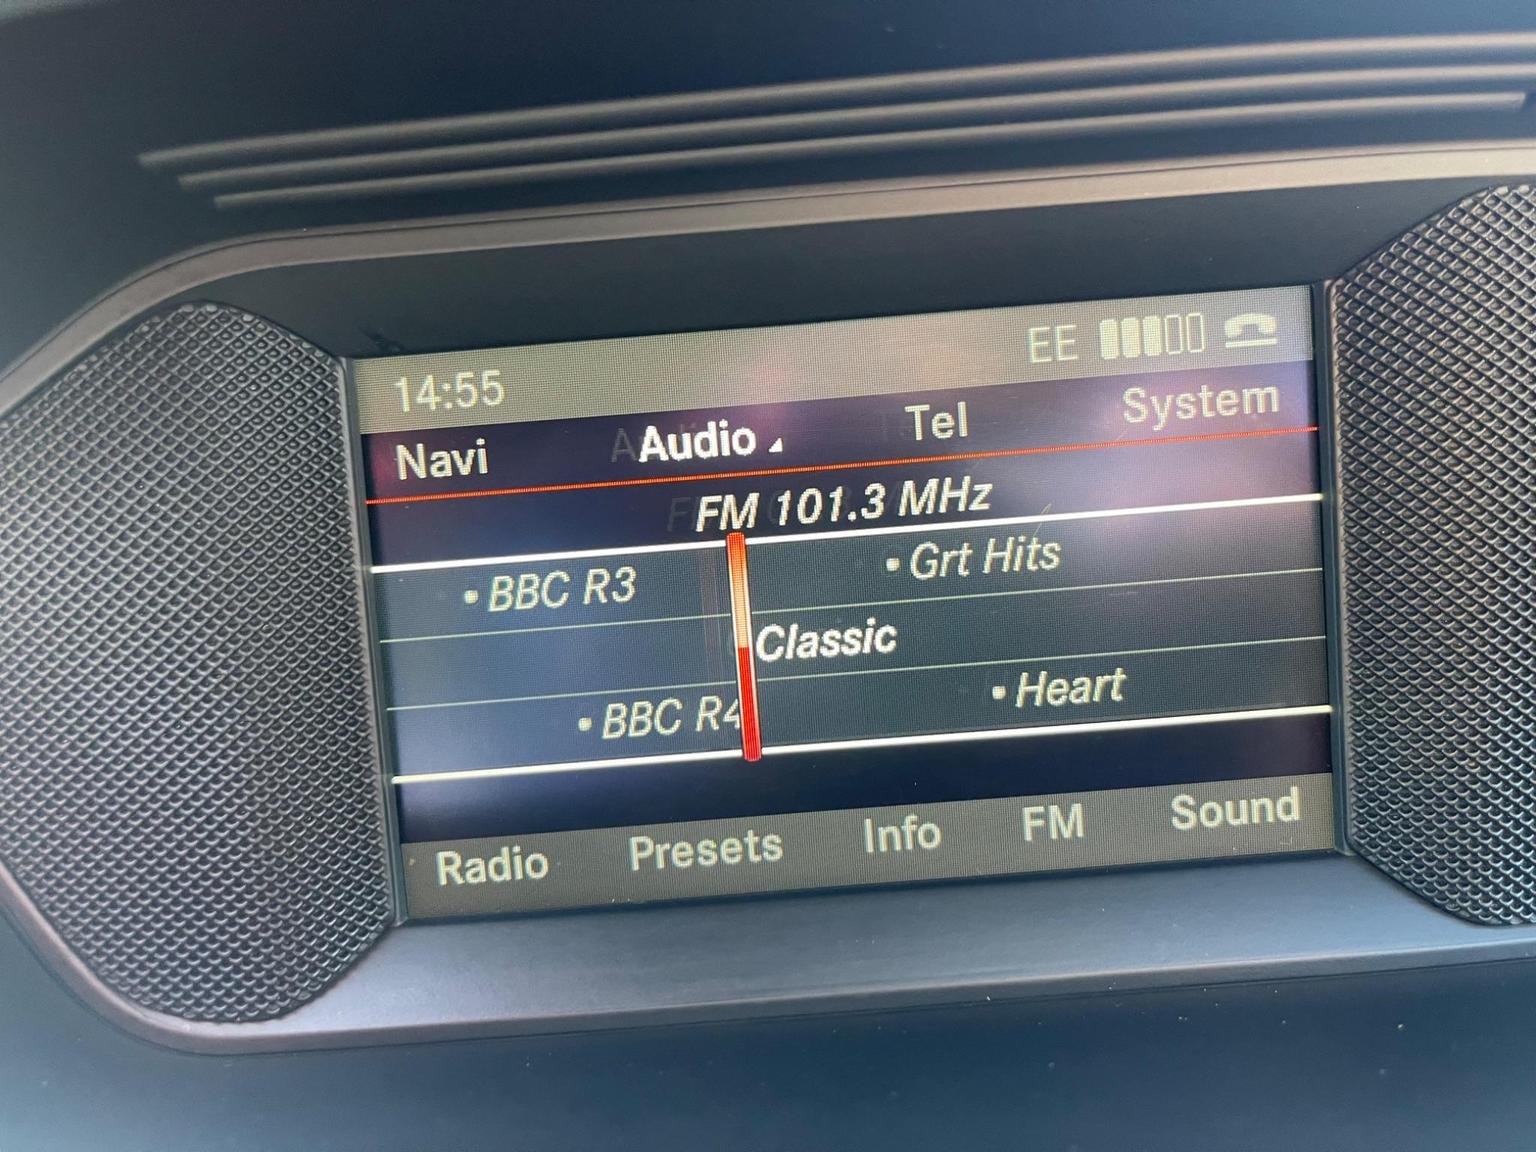 14:55 EE
Navi Audio Tel System
FM 101.3 MHz
• BBC R3 • Grt Hits
Classic
• BBC R4 • Heart
Radio Presets Info FM Sound